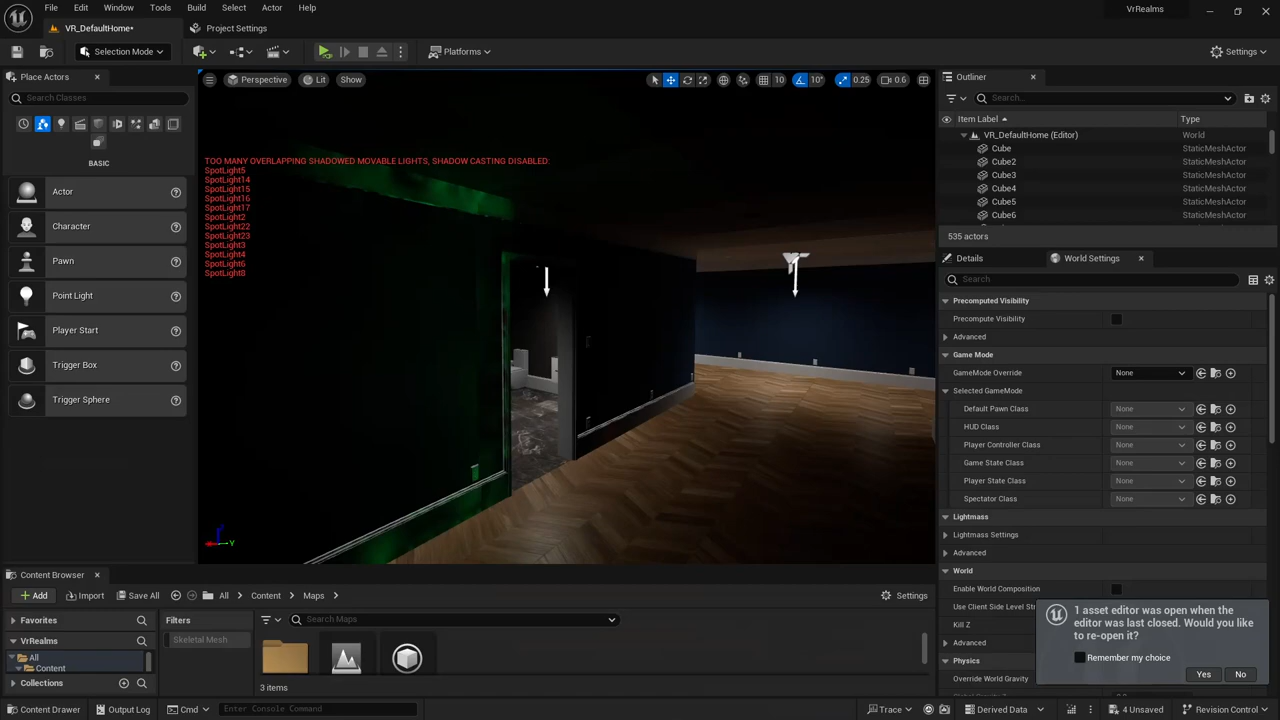 File Edit Window Tools Build Select Actor Help
VrRealms
VR_DefaultHome*
Project Settings
Selection Mode
Platforms
Settings
Place Actors
Search Classes
BASIC
Actor
Character
Pawn
Point Light
Player Start
Trigger Box
Trigger Sphere
Perspective Lit Show
10 10° 0.25 0.6
TOO MANY OVERLAPPING SHADOWED MOVABLE LIGHTS, SHADOW CASTING DISABLED:
SpotLight5
SpotLight14
SpotLight15
SpotLight16
SpotLight17
SpotLight2
SpotLight22
SpotLight23
SpotLight3
SpotLight4
SpotLight6
SpotLight8
Y
Outliner
Search...
Item Label Type
VR_DefaultHome (Editor) World
Cube StaticMeshActor
Cube2 StaticMeshActor
Cube3 StaticMeshActor
Cube4 StaticMeshActor
Cube5 StaticMeshActor
Cube6 StaticMeshActor
535 actors
Details World Settings
Search
Precomputed Visibility
Precompute Visibility
Advanced
Game Mode
GameMode Override None
Selected GameMode
Default Pawn Class None
HUD Class None
Player Controller Class None
Game State Class None
Player State Class None
Spectator Class None
Lightmass
Lightmass Settings
Advanced
World
Enable World Composition
Use Client Side Level Str
Kill Z
Advanced
Physics
Override World Gravity
1 asset editor was open when the
editor was last closed. Would you like
to re-open it?
Remember my choice
Yes No
Content Browser
Add Import Save All All Content Maps Settings
Favorites
VrRealms
All
Content
Collections
Filters
Skeletal Mesh
Search Maps
3 items
Content Drawer Output Log Cmd Enter Console Command Trace Derived Data 4 Unsaved Revision Control